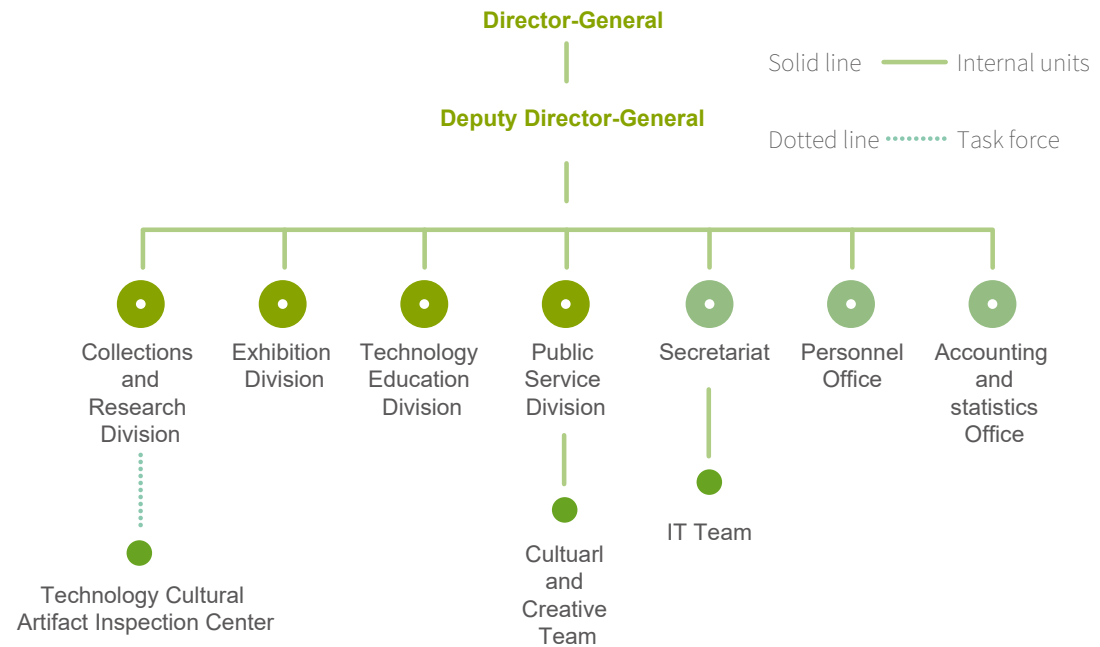 Director-General
Solid line
Internal units
Deputy Director-General
Dotted line
Task force
Collections
and
Research
Division
Exhibition
Division
Technology
Education
Division
Public
Service
Division
Secretariat
Personnel
Office
Accounting
and
statistics
Office
Technology Cultural
Artifact Inspection Center
Cultuarl
and
Creative
Team
IT Team